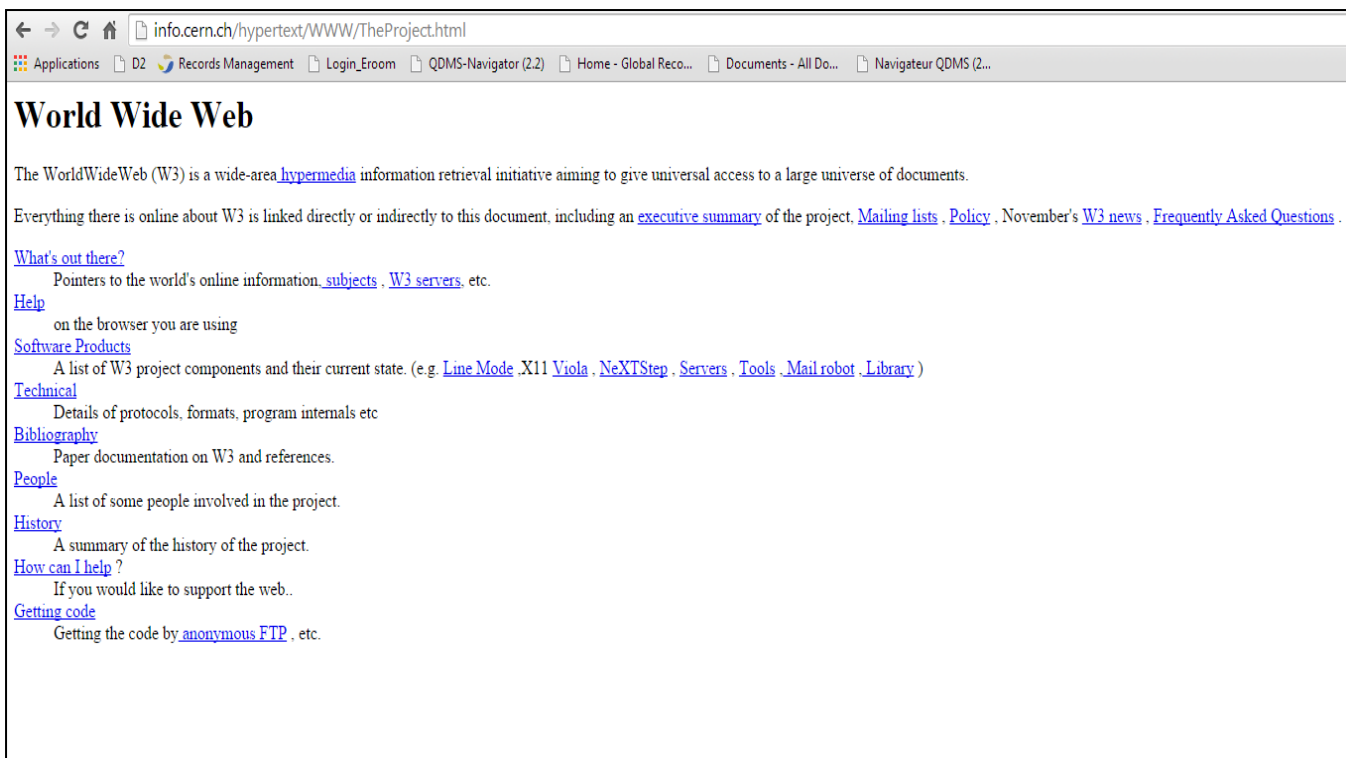 info.cern.ch/hypertext/WWW/TheProject.html
Applications D2 Records Management Login_Eroom QDMS-Navigator (2.2) Home - Global Reco... Documents - All Do... Navigateur QDMS (2...
World Wide Web
The WorldWideWeb (W3) is a wide-area hypermedia information retrieval initiative aiming to give universal access to a large universe of documents.
Everything there is online about W3 is linked directly or indirectly to this document, including an executive summary of the project, Mailing lists , Policy , November's W3 news , Frequently Asked Questions .
What's out there?
Pointers to the world's online information, subjects , W3 servers, etc.
Help
on the browser you are using
Software Products
A list of W3 project components and their current state. (e.g. Line Mode ,X11 Viola , NeXTStep , Servers , Tools , Mail robot , Library )
Technical
Details of protocols, formats, program internals etc
Bibliography
Paper documentation on W3 and references.
People
A list of some people involved in the project.
History
A summary of the history of the project.
How can I help ?
If you would like to support the web..
Getting code
Getting the code by anonymous FTP , etc.